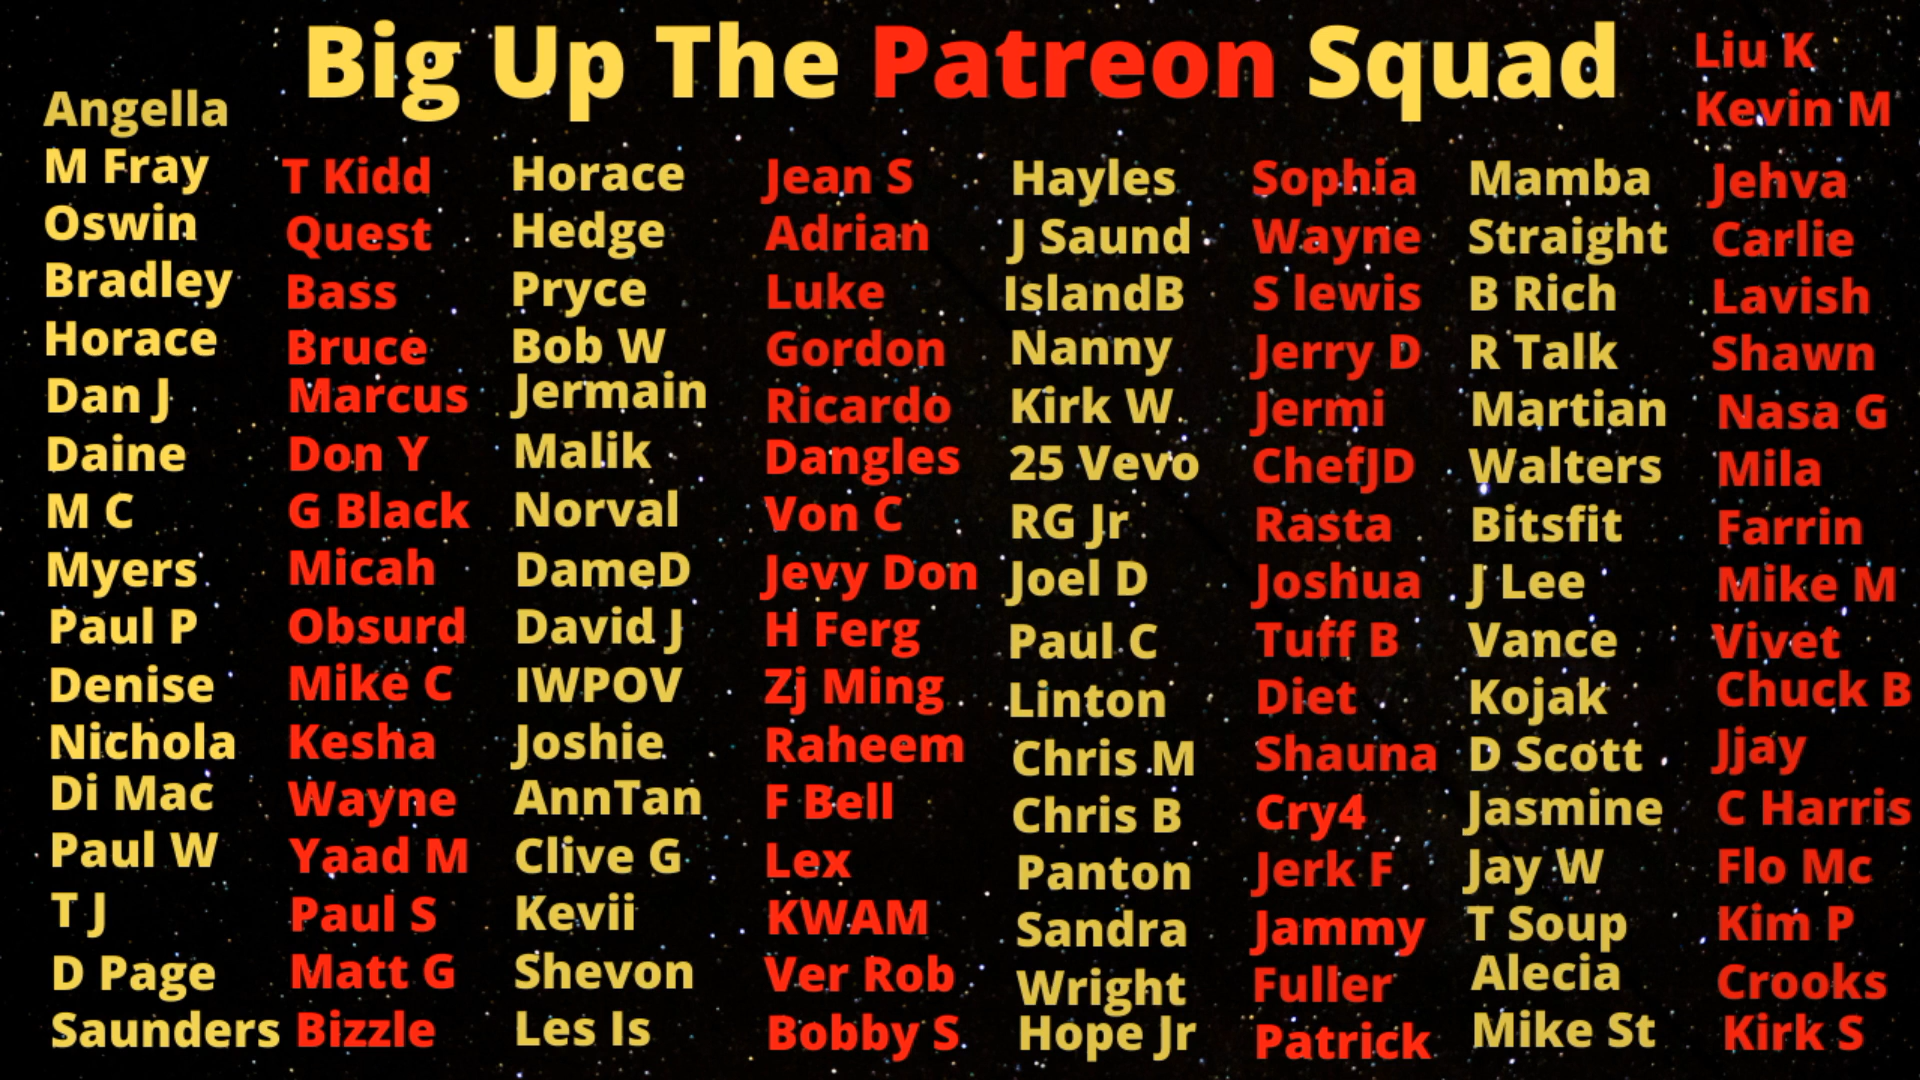 Big Up The Patreon Squad
Angella
M Fray
Oswin
Bradley
Horace
Dan J
Daine
M C
Myers
Paul P
Denise
Nichola
Di Mac
Paul W
T J
D Page
Saunders
T Kidd
Quest
Bass
Bruce
Marcus
Don Y
G Black
Micah
Obsurd
Mike C
Kesha
Wayne
Yaad M
Paul S
Matt G
Bizzle
Horace
Hedge
Pryce
Bob W
Jermain
Malik
Norval
DameD
David J
IWPOV
Joshie
AnnTan
Clive G
Kevii
Shevon
Les Is
Jean S
Adrian
Luke
Gordon
Ricardo
Dangles
Von C
Jevy Don
H Ferg
Zj Ming
Raheem
F Bell
Lex
KWAM
Ver Rob
Bobby S
Hayles
J Saund
IslandB
Nanny
Kirk W
25 Vevo
RG Jr
Joel D
Paul C
Linton
Chris M
Chris B
Panton
Sandra
Wright
Hope Jr
Sophia
Wayne
S lewis
Jerry D
Jermi
ChefJD
Rasta
Joshua
Tuff B
Diet
Shauna
Cry4
Jerk F
Jammy
Fuller
Patrick
Mamba
Straight
B Rich
R Talk
Martian
Walters
Bitsfit
J Lee
Vance
Kojak
D Scott
Jasmine
Jay W
T Soup
Alecia
Mike St
Liu K
Kevin M
Jehva
Carlie
Lavish
Shawn
Nasa G
Mila
Farrin
Mike M
Vivet
Chuck B
Jjay
C Harris
Flo Mc
Kim P
Crooks
Kirk S